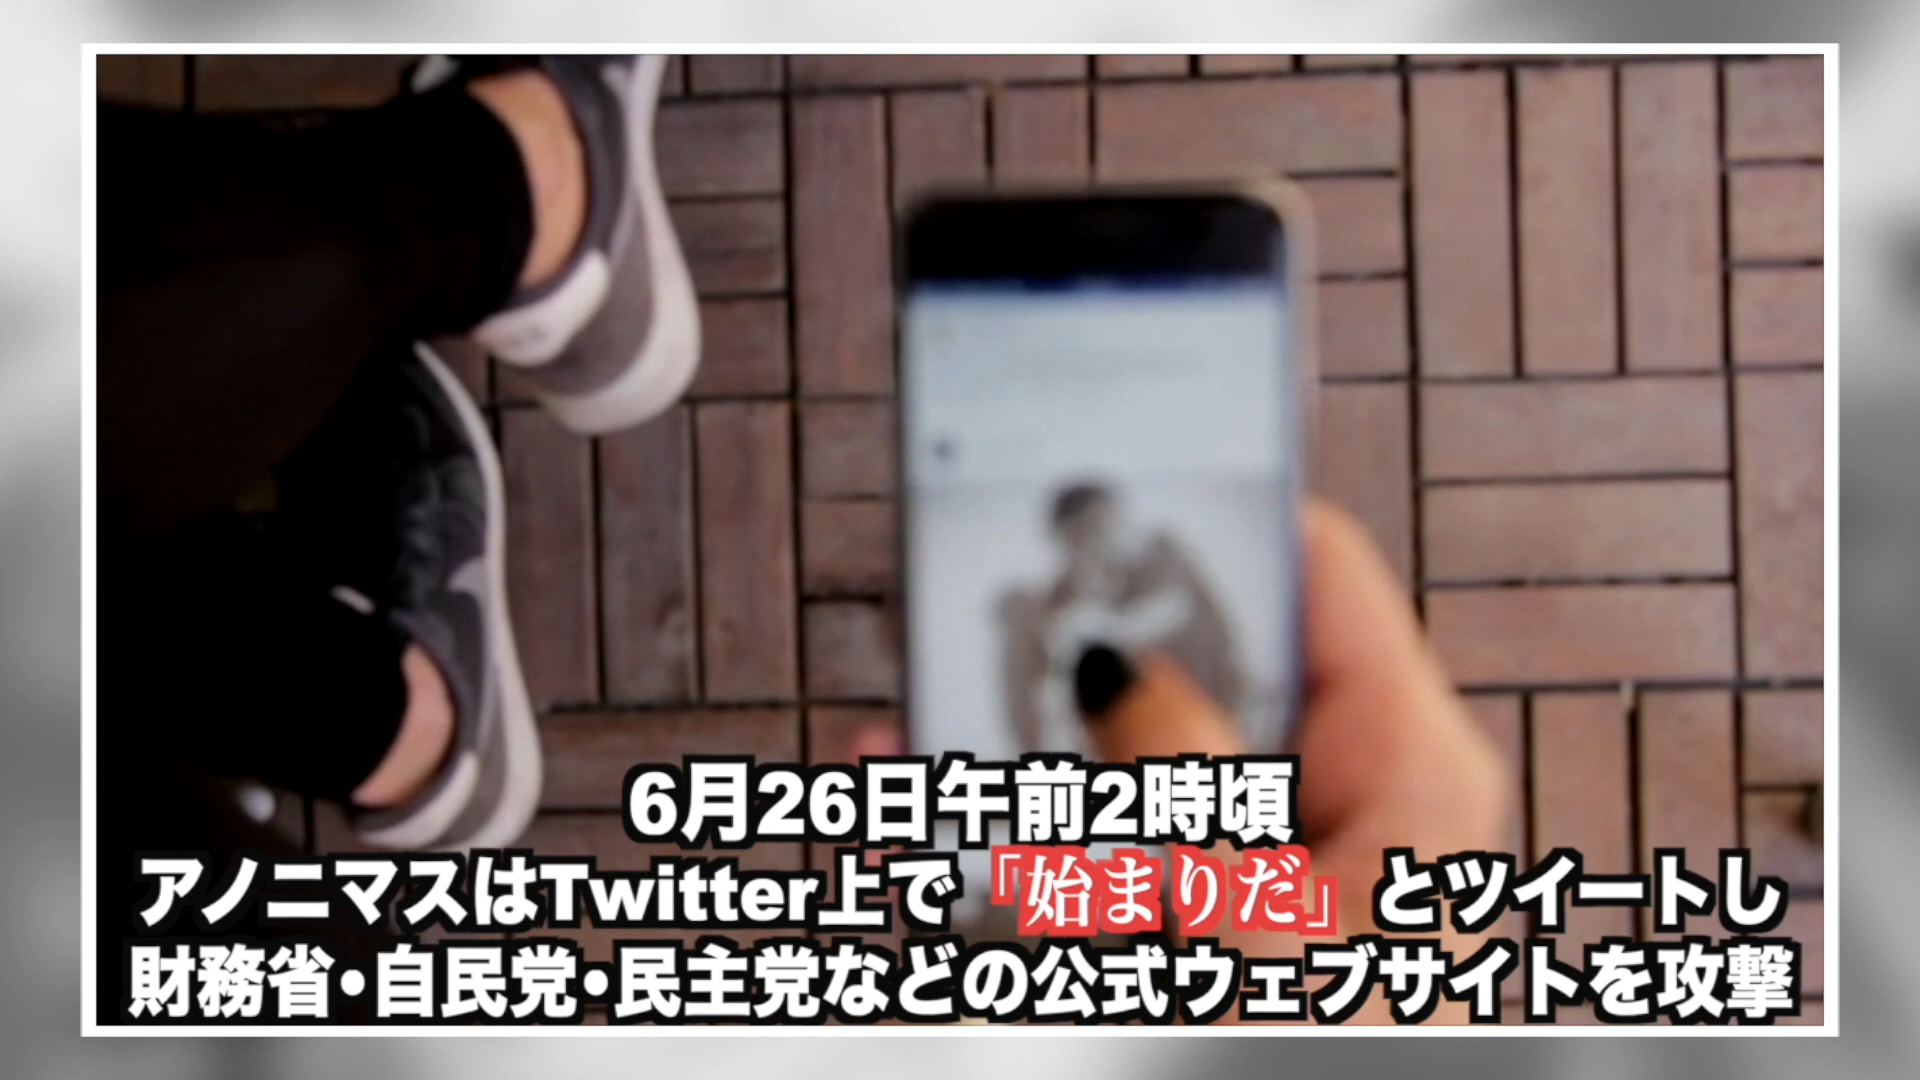 6月26日午前2時頃
アノニマスはTwitter上で「始まりだ」とツイートし
財務省・自民党・民主党などの公式ウェブサイトを攻撃